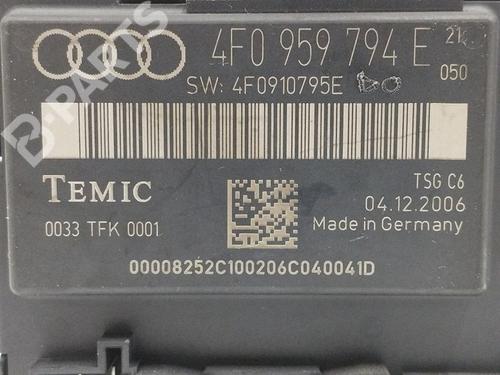 4F0 959 794 E 21
050
SW: 4F0910795E
TEMIC
TSG C6
0033 TFK 0001
04.12.2006
Made in Germany
00008252C100206C040041D
B-PARTS